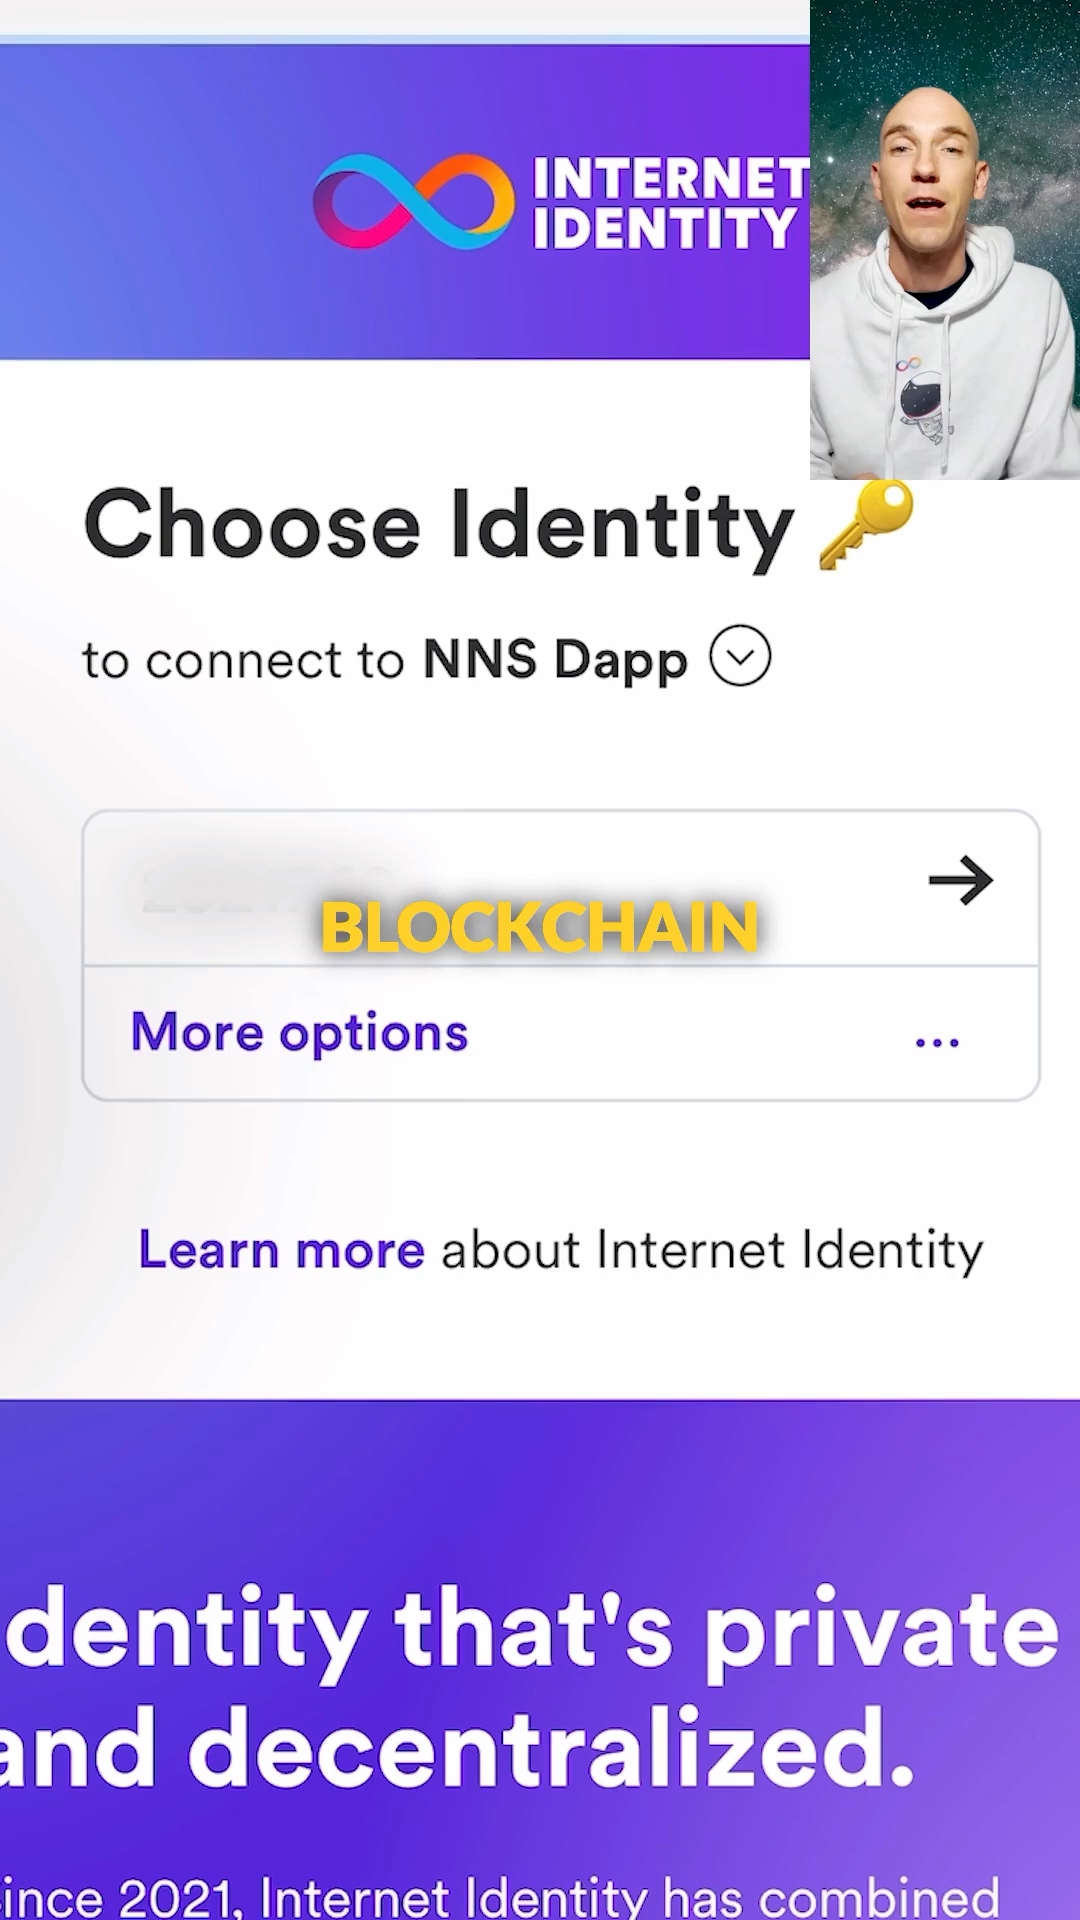 INTERNET
IDENTITY
Choose Identity 🔑
to connect to NNS Dapp
BLOCKCHAIN
More options
...
Learn more about Internet Identity
dentity that's private
and decentralized.
ince 2021, Internet Identity has combined